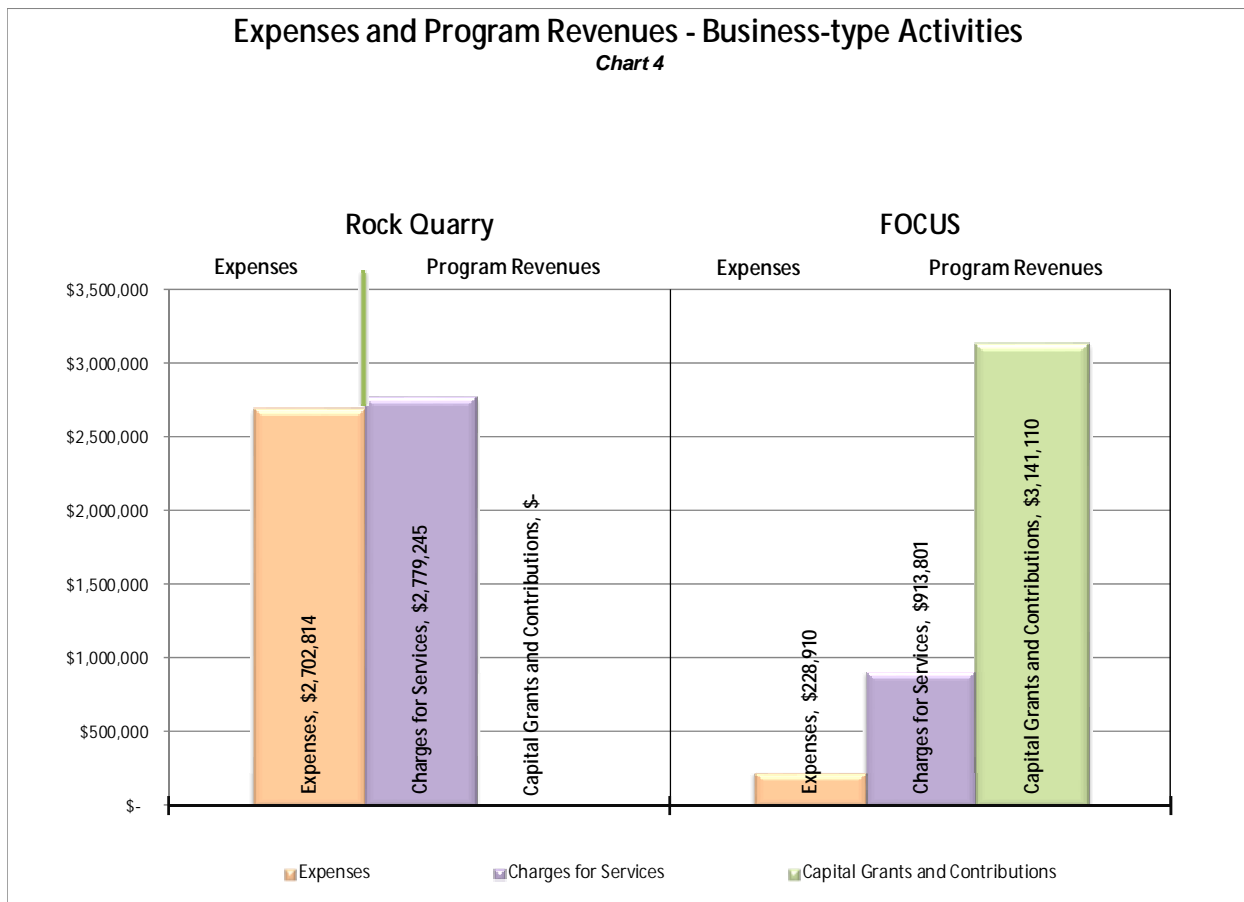 Expenses and Program Revenues - Business-type Activities
Chart 4
Rock Quarry
FOCUS
Expenses
Program Revenues
Expenses
Program Revenues
$3,500,000
$3,000,000
$2,500,000
$2,000,000
$1,500,000
$1,000,000
$500,000
$-
Expenses, $2,702,814
Charges for Services, $2,779,245
Capital Grants and Contributions, $-
Expenses, $228,910
Charges for Services, $913,801
Capital Grants and Contributions, $3,141,110
Expenses
Charges for Services
Capital Grants and Contributions